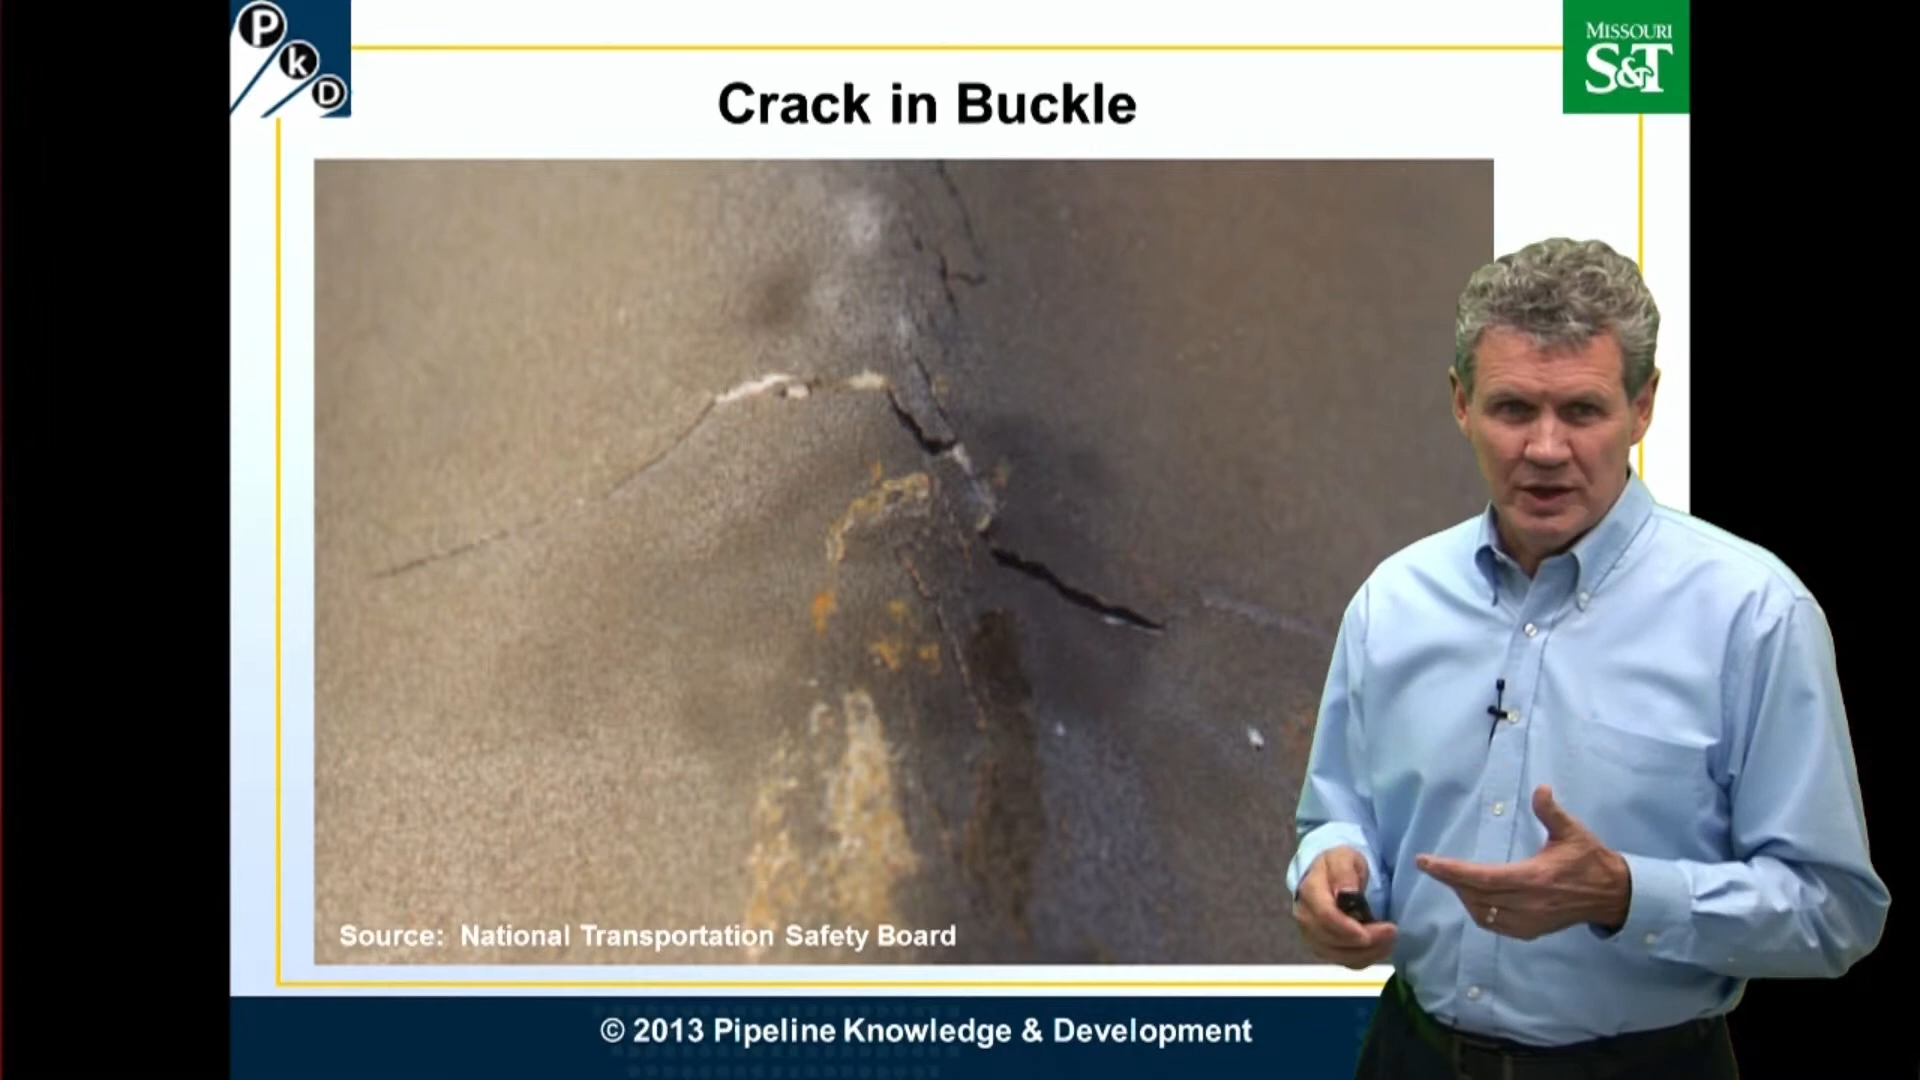 P
k
D
MISSOURI
S&T
Crack in Buckle
Source: National Transportation Safety Board
© 2013 Pipeline Knowledge & Development